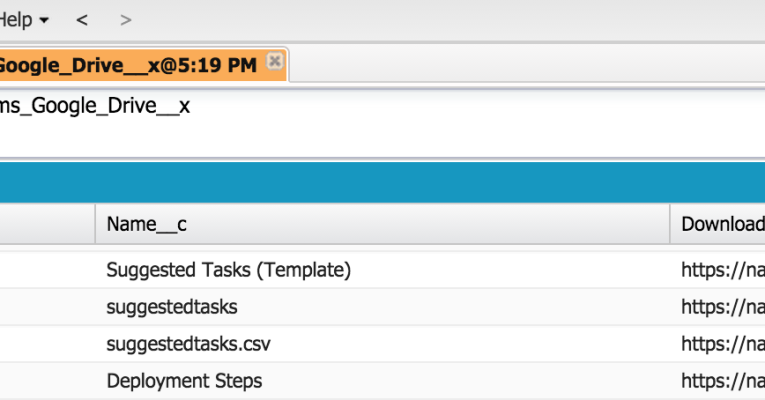 Help < >
Google_Drive__x@5:19 PM
ms_Google_Drive__x
Name__c Download
Suggested Tasks (Template) https://na
suggestedtasks https://na
suggestedtasks.csv https://na
Deployment Steps https://na